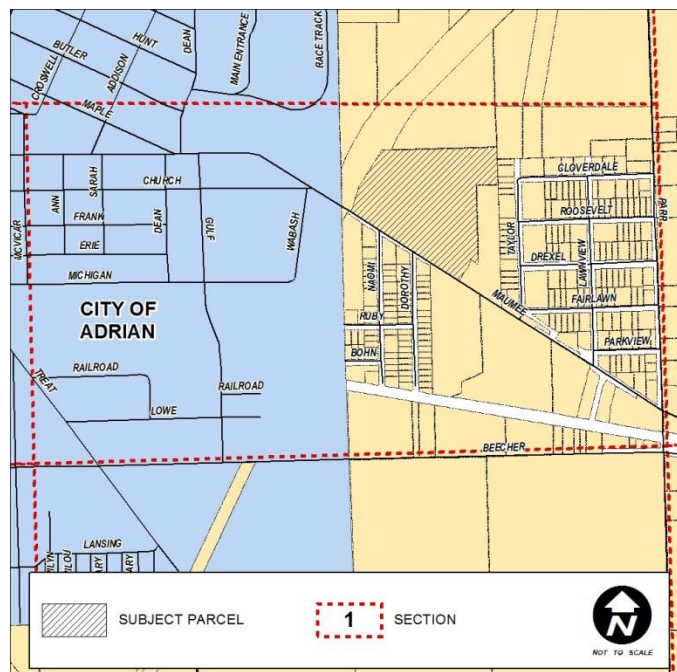 CROSWELL
BUTLER
HUNT
DEAN
ADDISON
MAPLE
MAIN ENTRANCE
RACE TRACK
CHURCH
SARAH
ANN
FRANK
DEAN
ERIE
GULF
WABASH
MCVICAR
MICHIGAN
CITY OF
ADRIAN
RAILROAD
RAILROAD
TREAT
LOWE
CLOVERDALE
ROOSEVELT
PARR
TAYLOR
DREXEL
LAWNVIEW
FAIRLAWN
NAOMI
DOROTHY
MAUMEE
RUBY
BOHN
PARKVIEW
BEECHER
LANSING
SUBJECT PARCEL
1
SECTION
N
NOT TO SCALE